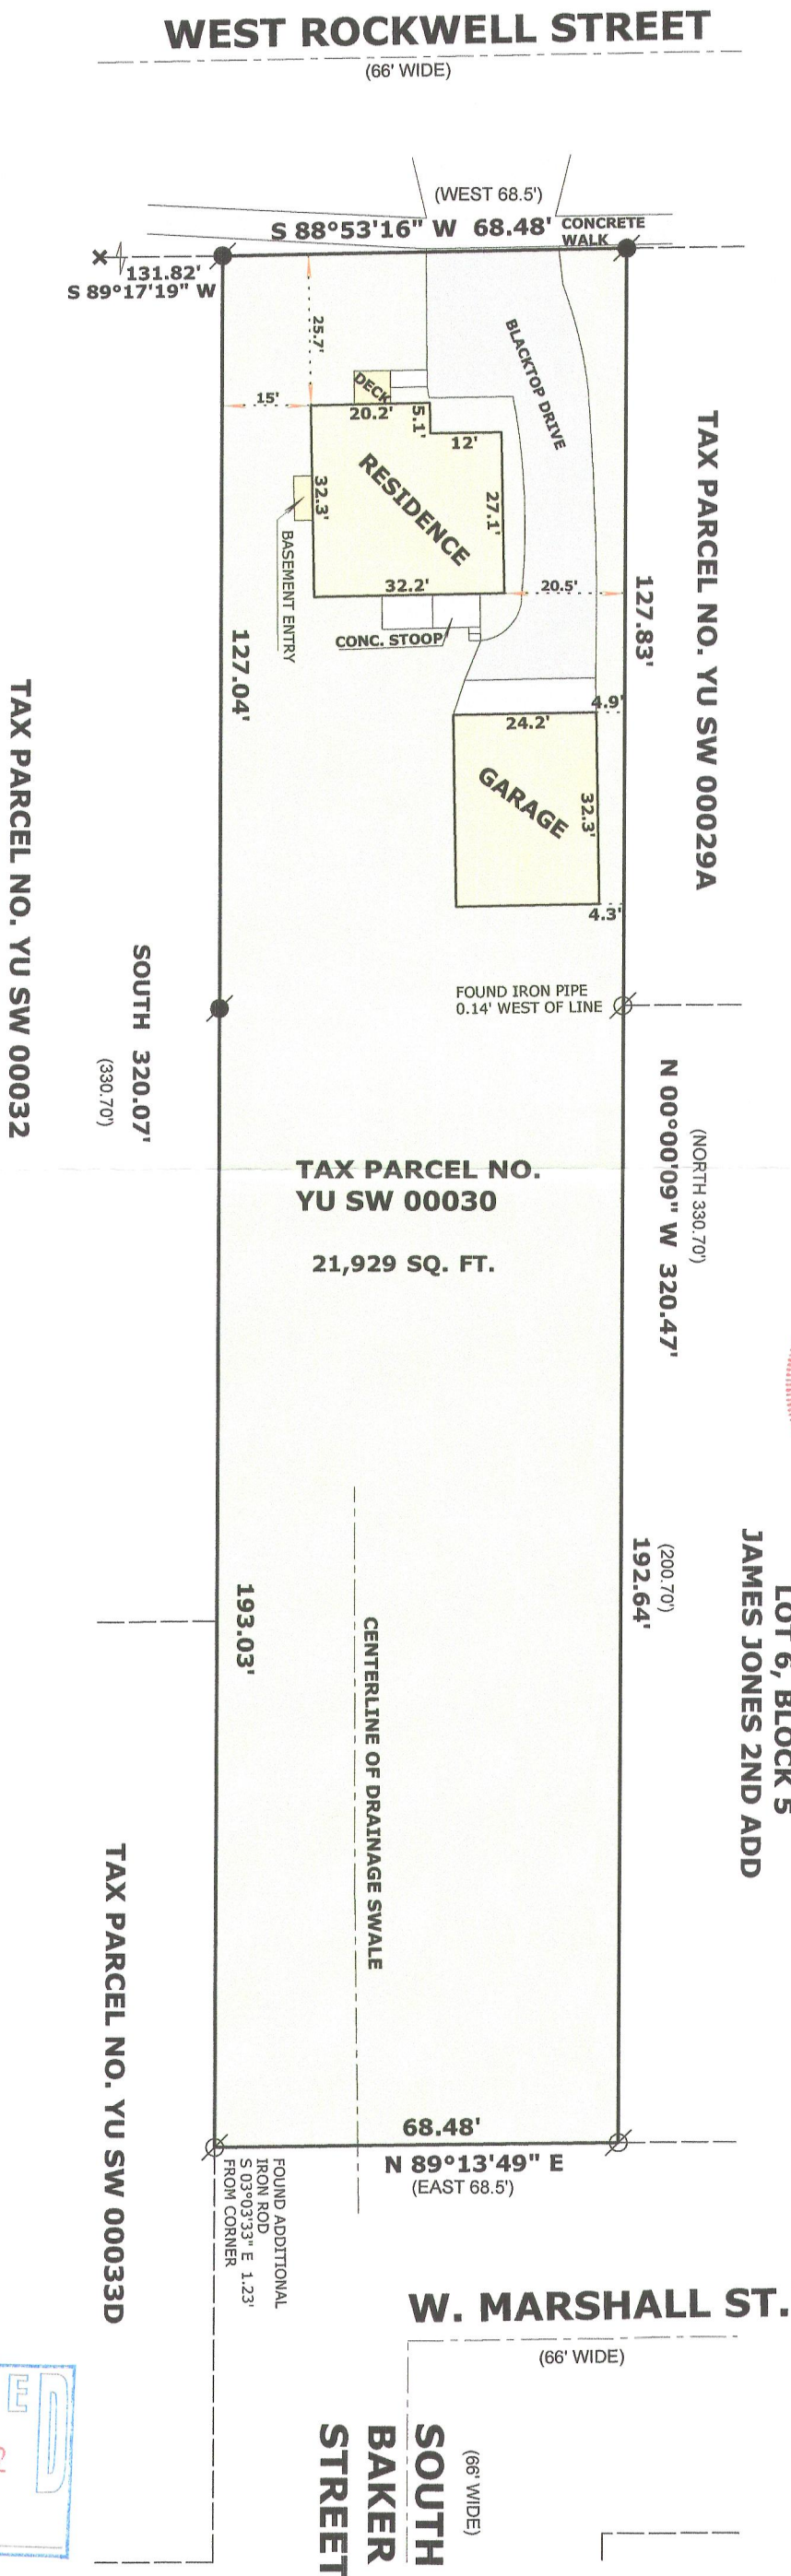 WEST ROCKWELL STREET
(66' WIDE)
(WEST 68.5')
S 88°53'16" W 68.48'
CONCRETE
WALK
131.82'
S 89°17'19" W
25.7'
15'
DECK
20.2'
5.1'
12'
BLACKTOP DRIVE
RESIDENCE
32.3'
27.1'
BASEMENT ENTRY
32.2'
20.5'
CONC. STOOP
127.04'
127.83'
TAX PARCEL NO. YU SW 00029A
4.9'
24.2'
GARAGE
32.3'
4.3'
TAX PARCEL NO. YU SW 00032
SOUTH 320.07'
(330.70')
FOUND IRON PIPE
0.14' WEST OF LINE
(NORTH 330.70')
N 00°00'09" W 320.47'
TAX PARCEL NO.
YU SW 00030
21,929 SQ. FT.
LOT 6, BLOCK 5
JAMES JONES 2ND ADD
(200.70')
192.64'
193.03'
CENTERLINE OF DRAINAGE SWALE
TAX PARCEL NO. YU SW 00033D
68.48'
N 89°13'49" E
(EAST 68.5')
FOUND ADDITIONAL
IRON ROD
S 03°03'33" E 1.23'
FROM CORNER
W. MARSHALL ST.
(66' WIDE)
SOUTH
BAKER
STREET
(66' WIDE)
E
D